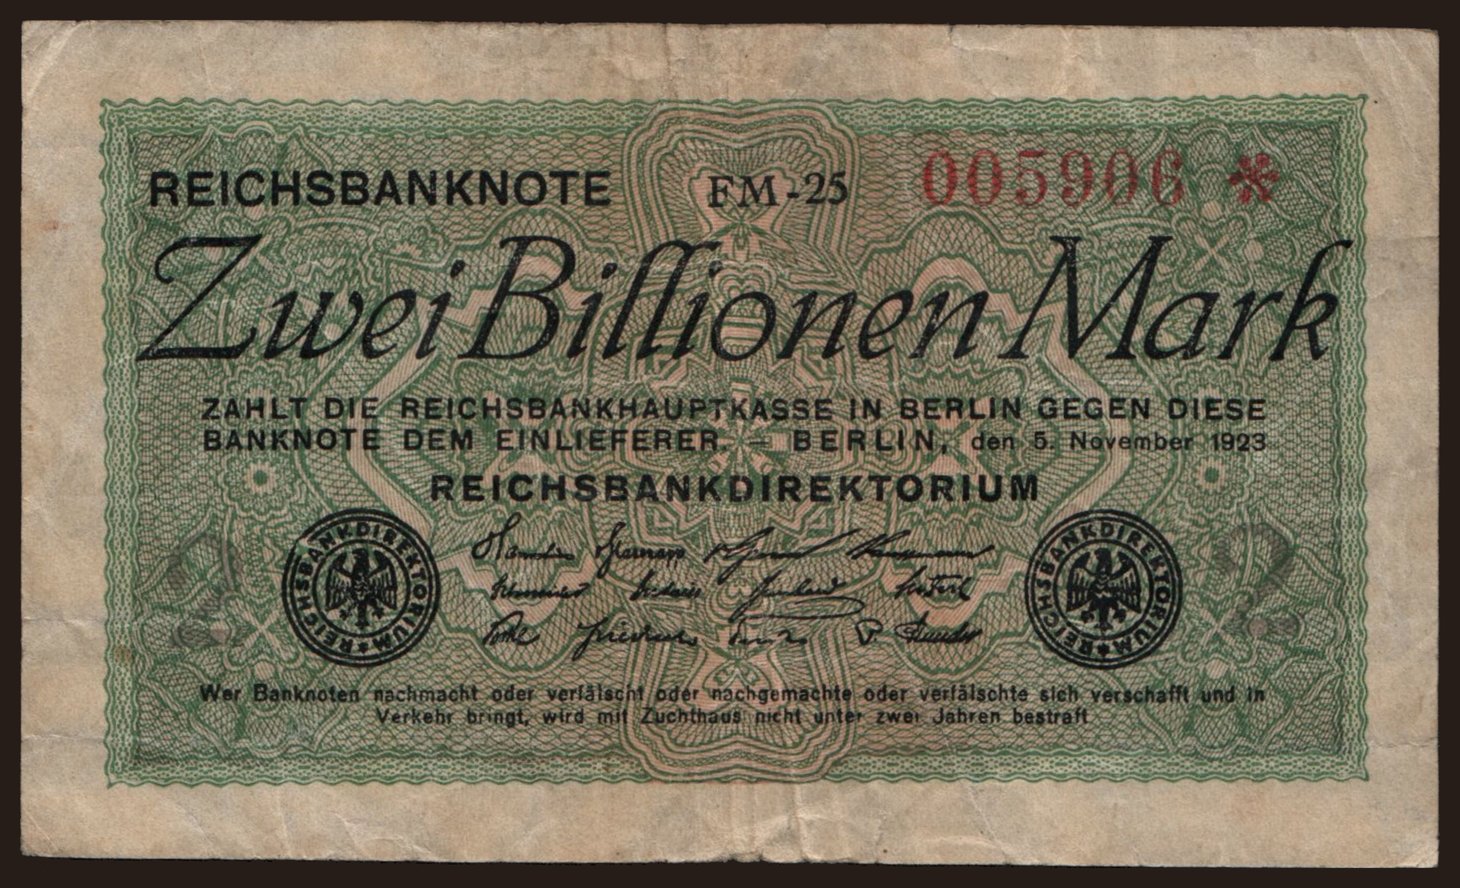 REICHSBANKNOTE FM-25 005906 *
Zwei Billionen Mark
ZAHLT DIE REICHSBANKHAUPTKASSE IN BERLIN GEGEN DIESE
BANKNOTE DEM EINLIEFERER. – BERLIN, den 5. November 1923
REICHSBANKDIREKTORIUM
2 REICHSBANKDIREKTORIUM REICHSBANKDIREKTORIUM 2
Wer Banknoten nachmacht oder verfälscht oder nachgemachte oder verfälschte sich verschafft und in
Verkehr bringt, wird mit Zuchthaus nicht unter zwei Jahren bestraft